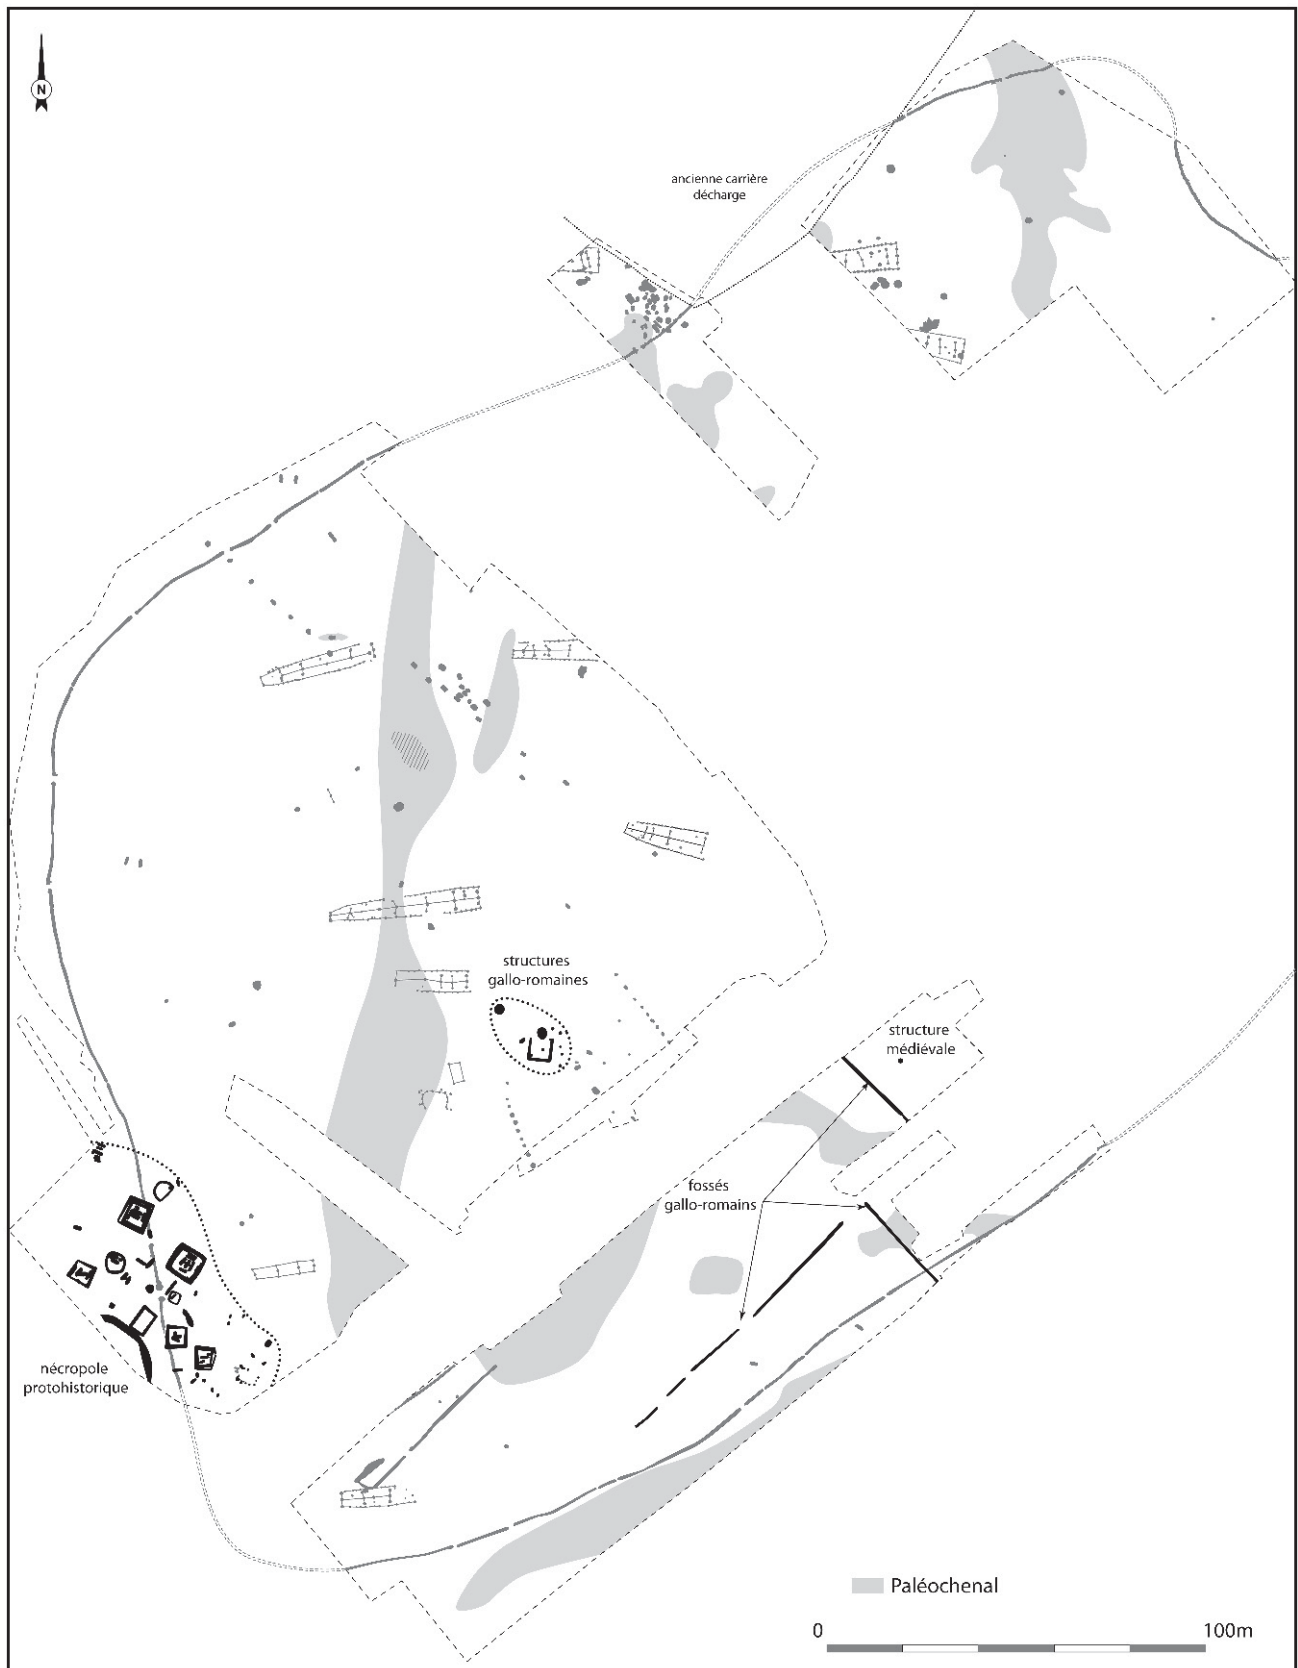 N
ancienne carrière
décharge
structures
gallo-romaines
structure
médiévale
fossés
gallo-romains
nécropole
protohistorique
Paléochenal
0
100m